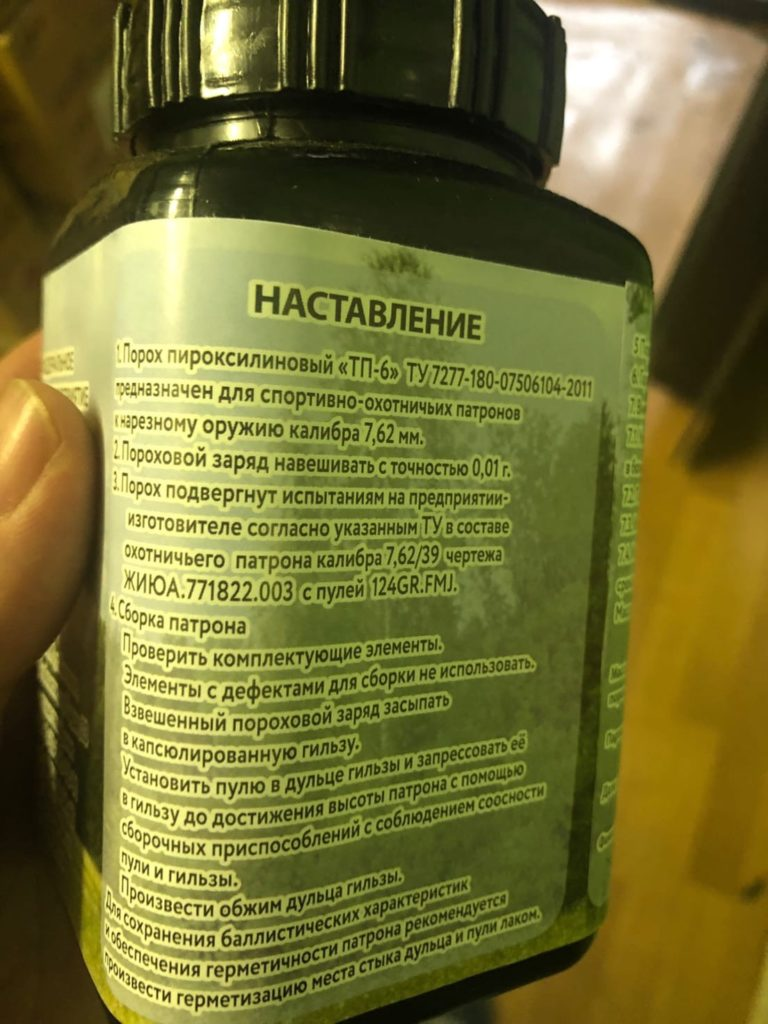 НАСТАВЛЕНИЕ
1. Порох пироксилиновый «ТП-6» ТУ 7277-180-07506104-2011
предназначен для спортивно-охотничьих патронов
к нарезному оружию калибра 7,62 мм.
2. Пороховой заряд навешивать с точностью 0,01 г.
3. Порох подвергнут испытаниям на предприятии-
изготовителе согласно указанным ТУ в составе
охотничьего патрона калибра 7,62/39 чертежа
ЖИЮА.771822.003 с пулей 124GR.FMJ.
4. Сборка патрона
Проверить комплектующие элементы.
Элементы с дефектами для сборки не использовать.
Взвешенный пороховой заряд засыпать
в капсюлированную гильзу.
Установить пулю в дульце гильзы и запрессовать её
в гильзу до достижения высоты патрона с помощью
сборочных приспособлений с соблюдением соосности
пули и гильзы.
Произвести обжим дульца гильзы.
Для сохранения баллистических характеристик
и обеспечения герметичности патрона рекомендуется
произвести герметизацию места стыка дульца и пули лаком.